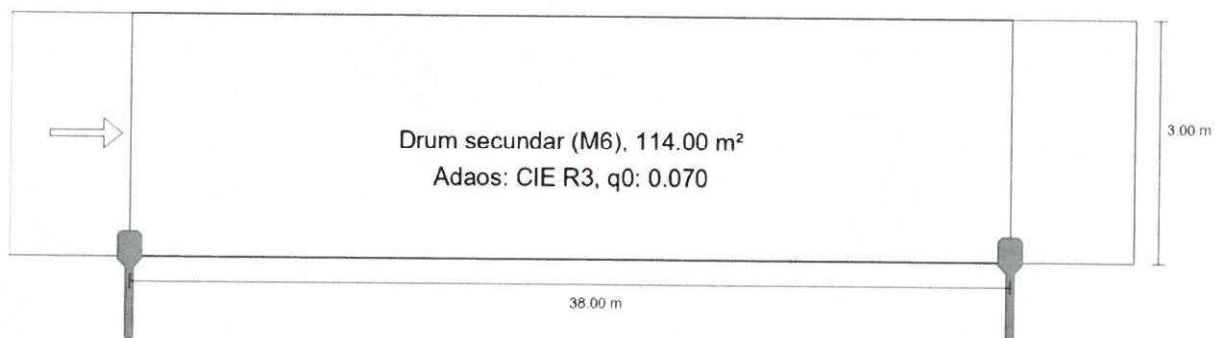 Drum secundar (M6), 114.00 m²
3.00 m
Adaos: CIE R3, q0: 0.070
38.00 m